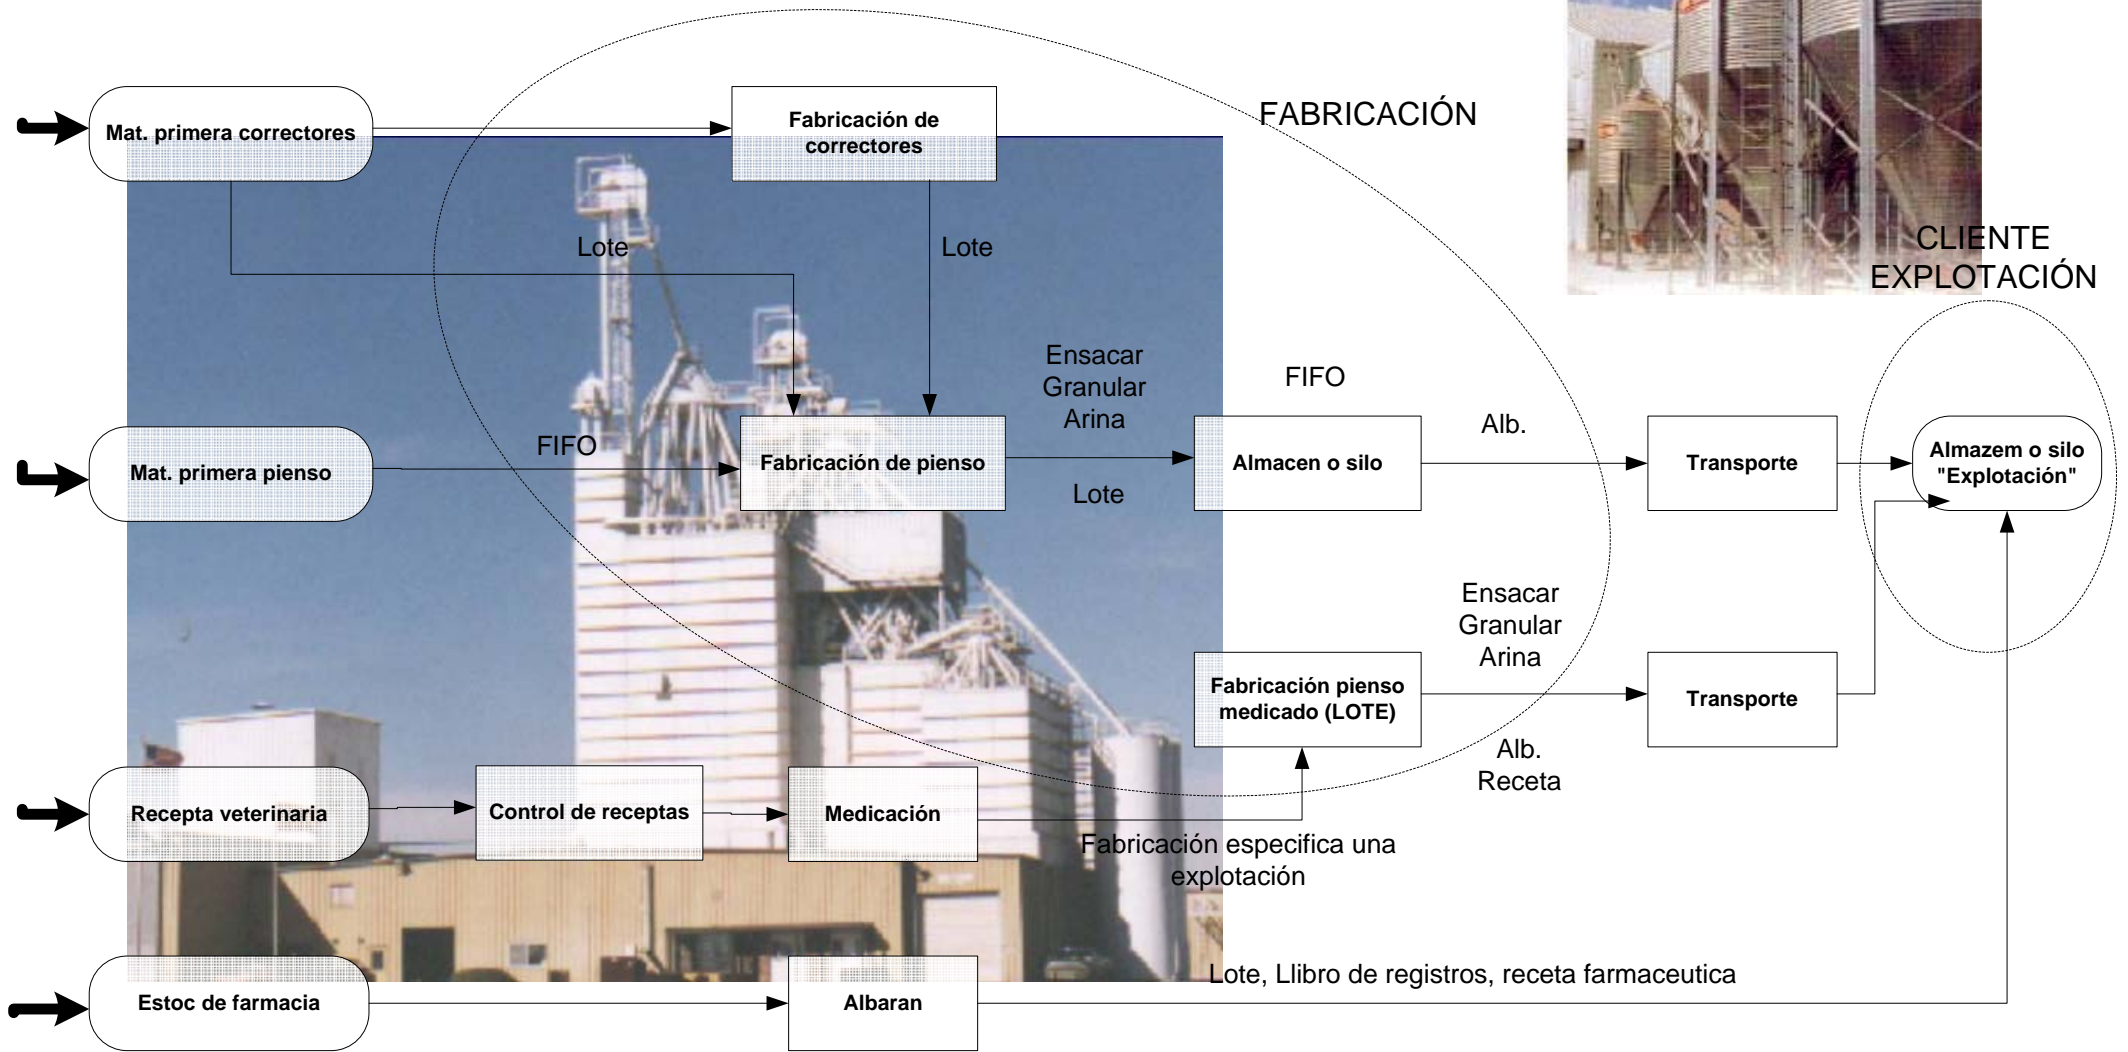 FABRICACIÓN
Mat. primera correctores
Fabricación de
correctores
Lote
Lote
CLIENTE
EXPLOTACIÓN
Ensacar
Granular
Arina
FIFO
FIFO
Alb.
Mat. primera pienso
Fabricación de pienso
Almacen o silo
Transporte
Almazem o silo
"Explotación"
Lote
Ensacar
Granular
Arina
Fabricación pienso
medicado (LOTE)
Transporte
Alb.
Receta
Recepta veterinaria
Control de receptas
Medicación
Fabricación especifica una
explotación
Lote, Llibro de registros, receta farmaceutica
Estoc de farmacia
Albaran